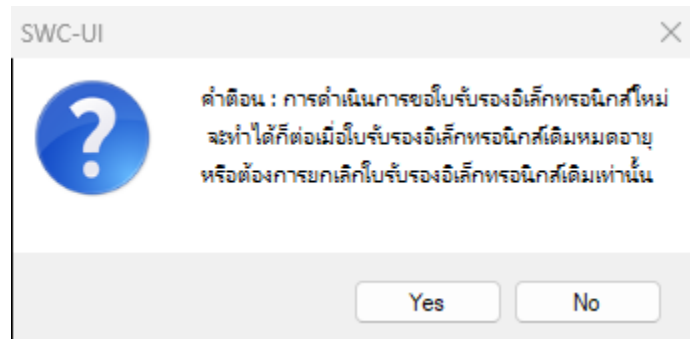 SWC-UI
คำตือน : การดำเนินการขอใบรับรองอิเล็กทรอนิกส์ใหม่
จะทำได้ก็ต่อเมื่อใบรับรองอิเล็กทรอนิกส์เดิมหมดอายุ
หรือต้องการยกเลิกใบรับรองอิเล็กทรอนิกส์เดิมเท่านั้น
Yes
No